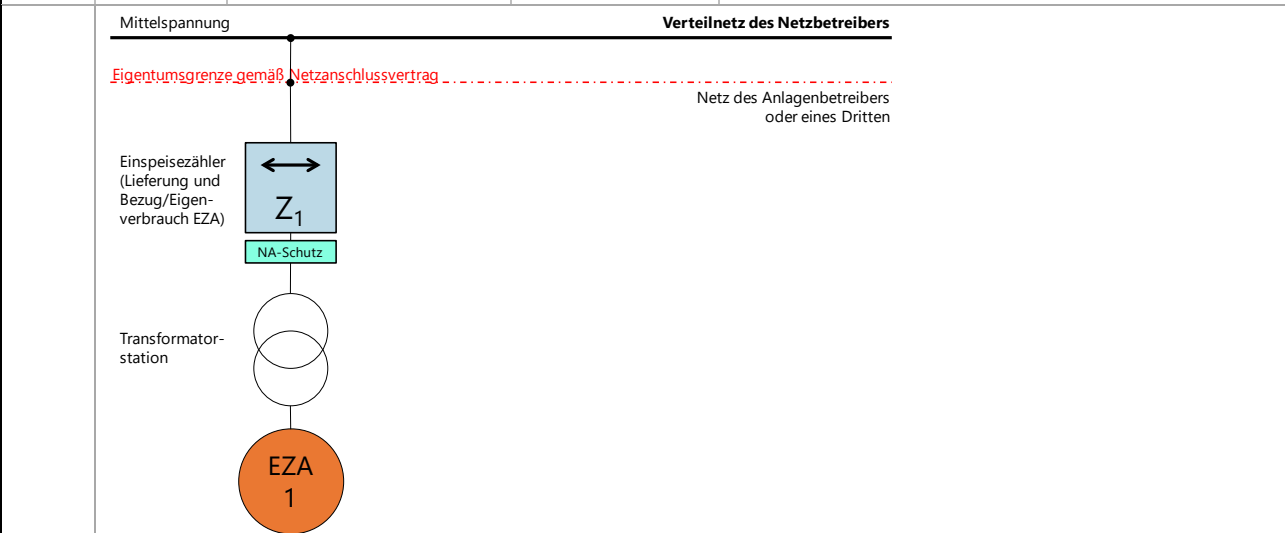 Mittelspannung
Verteilnetz des Netzbetreibers
Eigentumsgrenze gemäß Netzanschlussvertrag
Netz des Anlagenbetreibers
oder eines Dritten
Einspeisezähler
(Lieferung und
Bezug/Eigen-
verbrauch EZA)
Z1
NA-Schutz
Transformator-
station
EZA
1